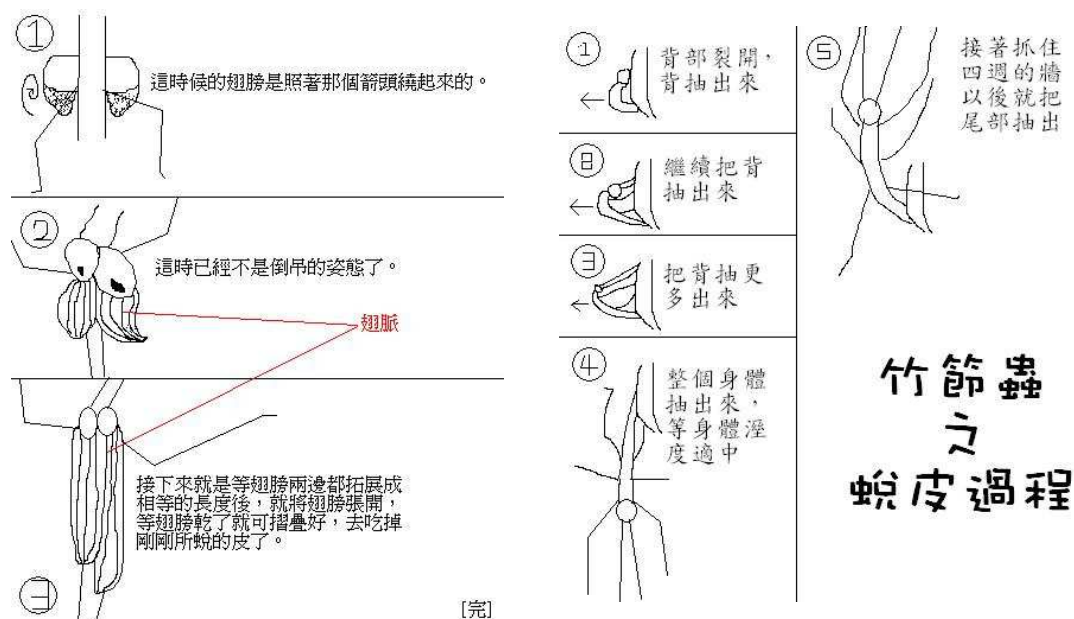 ①
這時候的翅膀是照著那個箭頭繞起來的。
②
這時已經不是倒吊的姿態了。
翅脈
接下來就是等翅膀兩邊都拓展成
相等的長度後，就將翅膀張開，
等翅膀乾了就可摺疊好，去吃掉
剛剛所蛻的皮了。
③
[完]
①
背部裂開，
背抽出來
⑧
繼續把背
抽出來
③
把背抽更
多出來
④
整個身體
抽出來，
等身體溼
度適中
⑤
接著抓住
四週的牆
以後就把
尾部抽出
竹節蟲
之
蛻皮過程